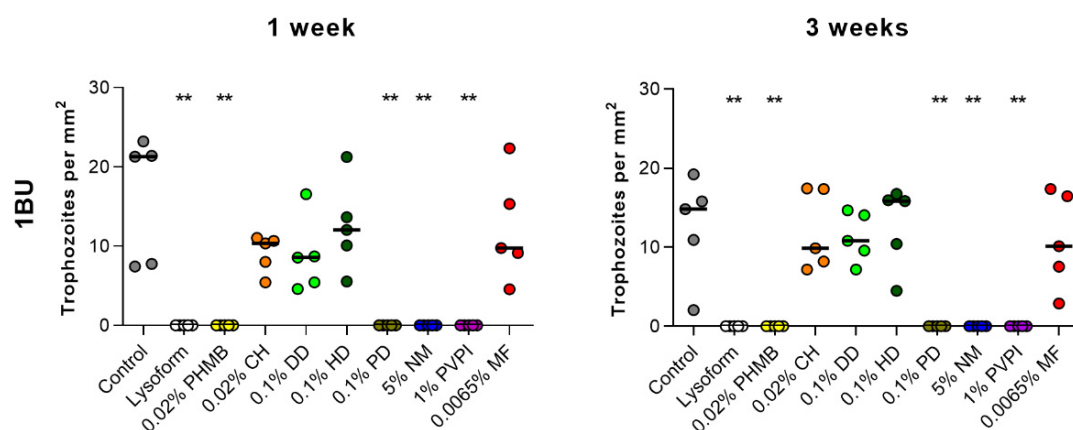 1 week
3 weeks
1BU
Trophozoites per mm²
30
20
10
0
** ** ** ** **
Control
Lysoform
0.02% PHMB
0.02% CH
0.1% DD
0.1% HD
0.1% PD
5% NM
1% PVPI
0.0065% MF
Trophozoites per mm²
30
20
10
0
** ** ** ** **
Control
Lysoform
0.02% PHMB
0.02% CH
0.1% DD
0.1% HD
0.1% PD
5% NM
1% PVPI
0.0065% MF